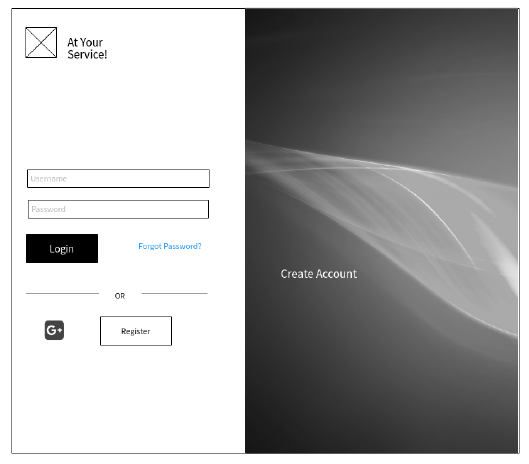 At Your
Service!
Username
Password
Login
Forgot Password?
OR
G+
Register
Create Account